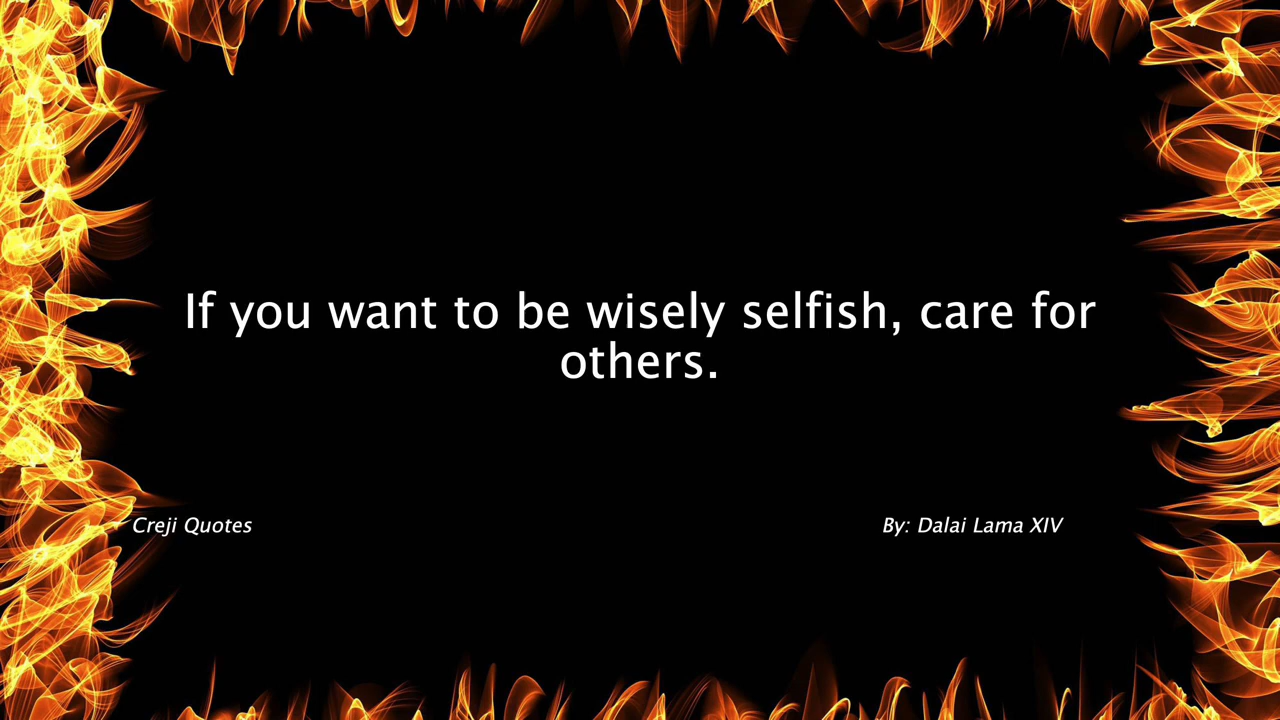 If you want to be wisely selfish, care for
others.
Creji Quotes
By: Dalai Lama XIV